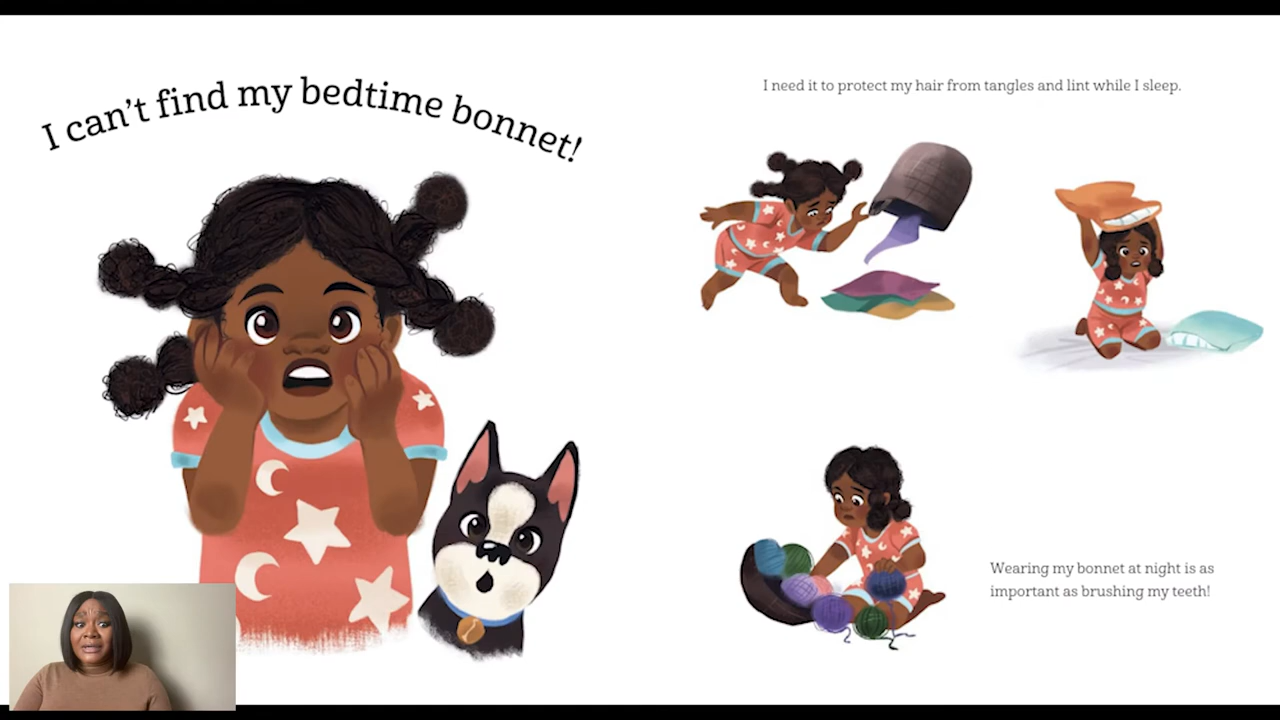 I can't find my bedtime bonnet!
I need it to protect my hair from tangles and lint while I sleep.
Wearing my bonnet at night is as
important as brushing my teeth!